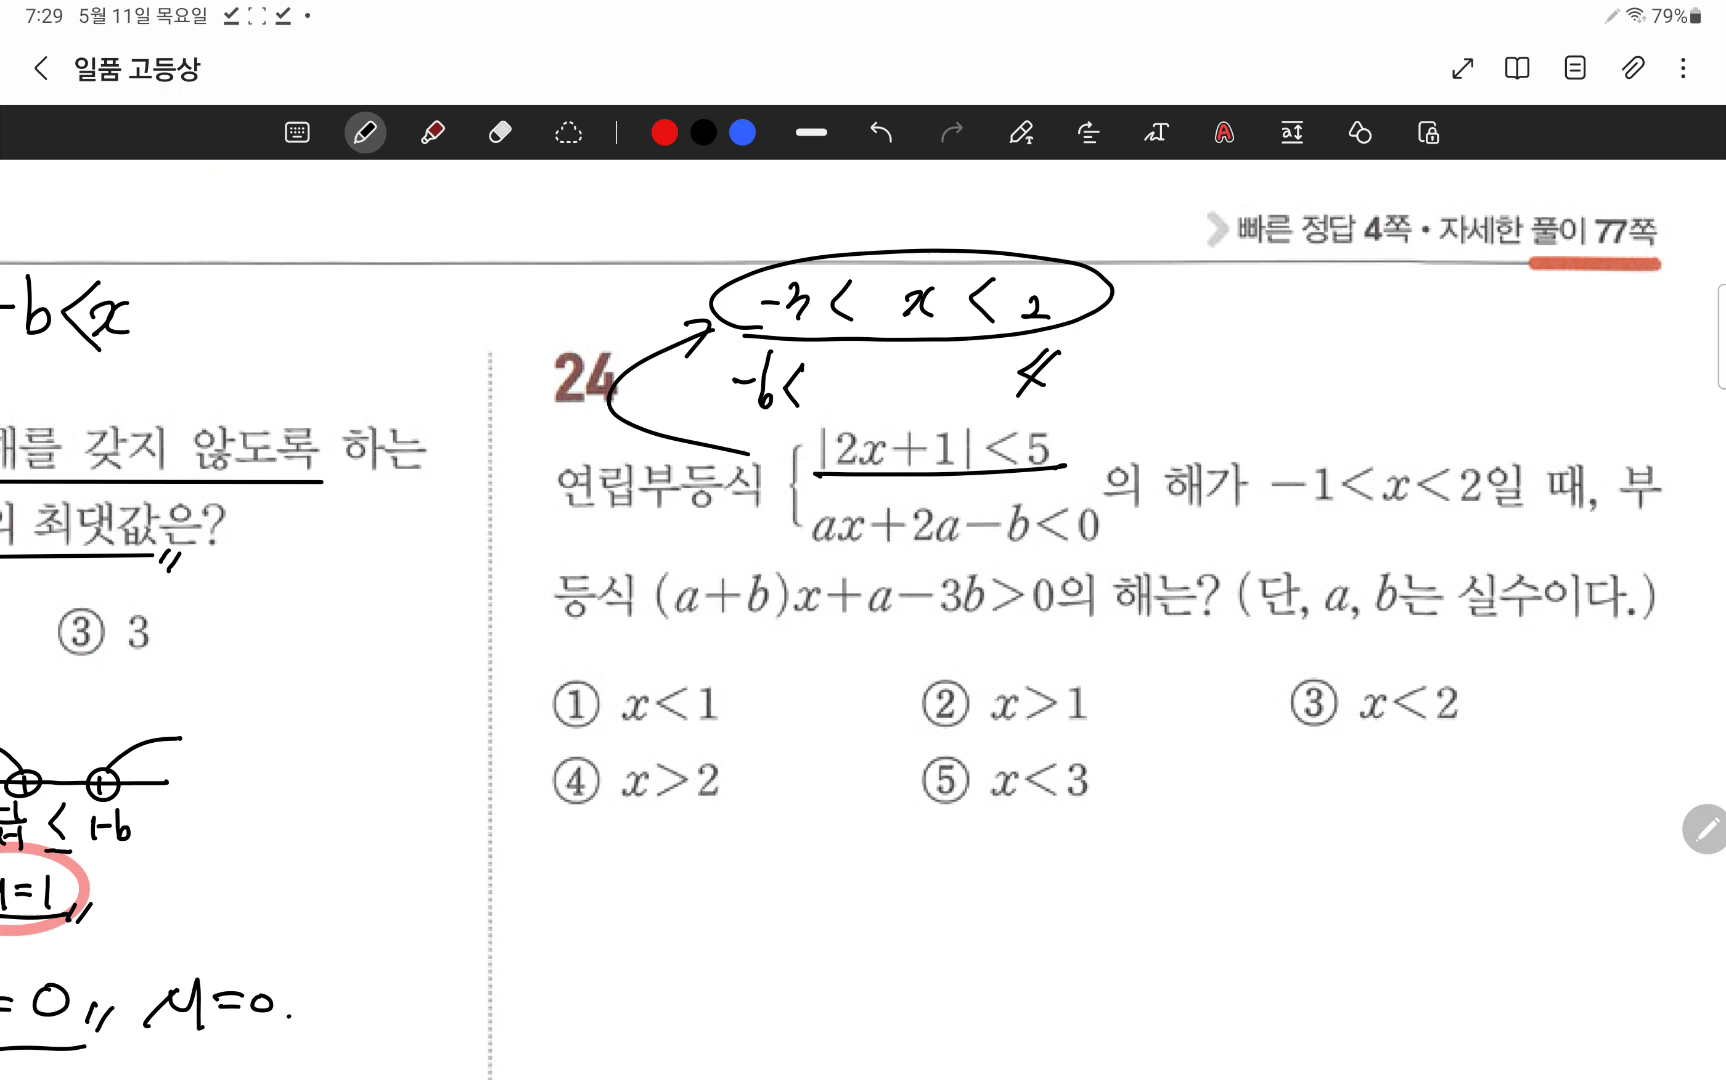 7:29 5월 11일 목요일
79%
일품 고등상
빠른 정답 4쪽 • 자세한 풀이 77쪽
-b<x
해를 갖지 않도록 하는
최댓값은?
③ 3
≤ 1-b
=1
=0,, M=0.
-3 < x < 2
-6<
24
연립부등식 { |2x+1|<5
ax+2a-b<0 의 해가 -1<x<2일 때, 부
등식 (a+b)x+a-3b>0의 해는? (단, a, b는 실수이다.)
① x<1 ② x>1 ③ x<2
④ x>2 ⑤ x<3